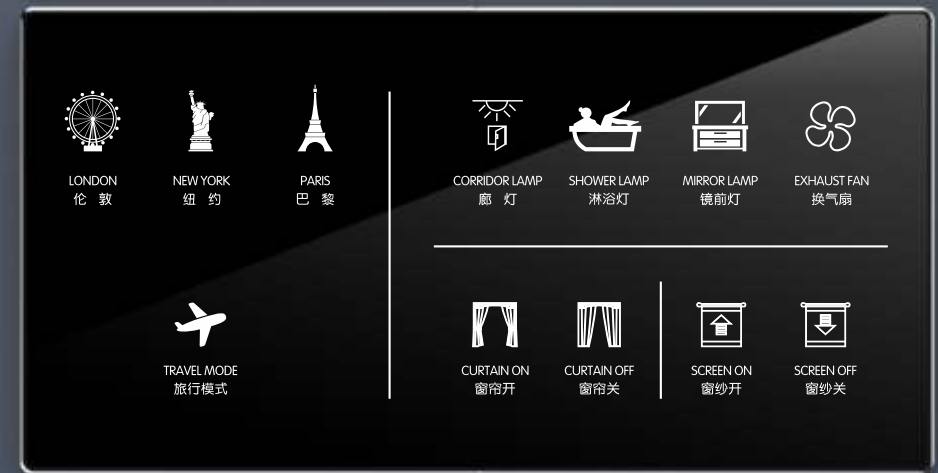 LONDON
伦 敦
NEW YORK
纽 约
PARIS
巴 黎
TRAVEL MODE
旅行模式
CORRIDOR LAMP
廊 灯
SHOWER LAMP
淋浴灯
MIRROR LAMP
镜前灯
EXHAUST FAN
换气扇
CURTAIN ON
窗帘开
CURTAIN OFF
窗帘关
SCREEN ON
窗纱开
SCREEN OFF
窗纱关